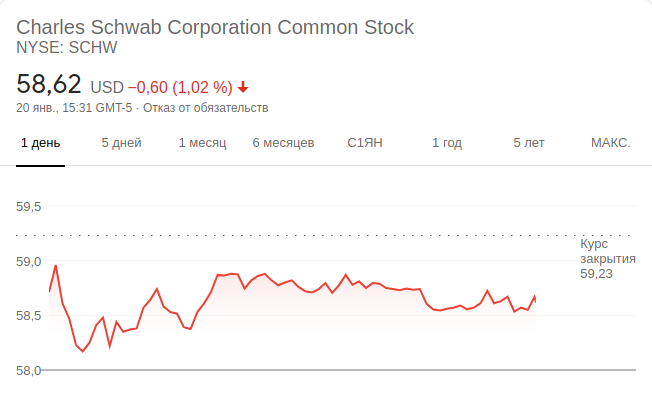 Charles Schwab Corporation Common Stock
NYSE: SCHW
58,62 USD −0,60 (1,02 %)
20 янв., 15:31 GMT-5 · Отказ от обязательств
1 день 5 дней 1 месяц 6 месяцев С1ЯН 1 год 5 лет МАКС.
59,5
Курс
закрытия
59,23
59,0
58,5
58,0